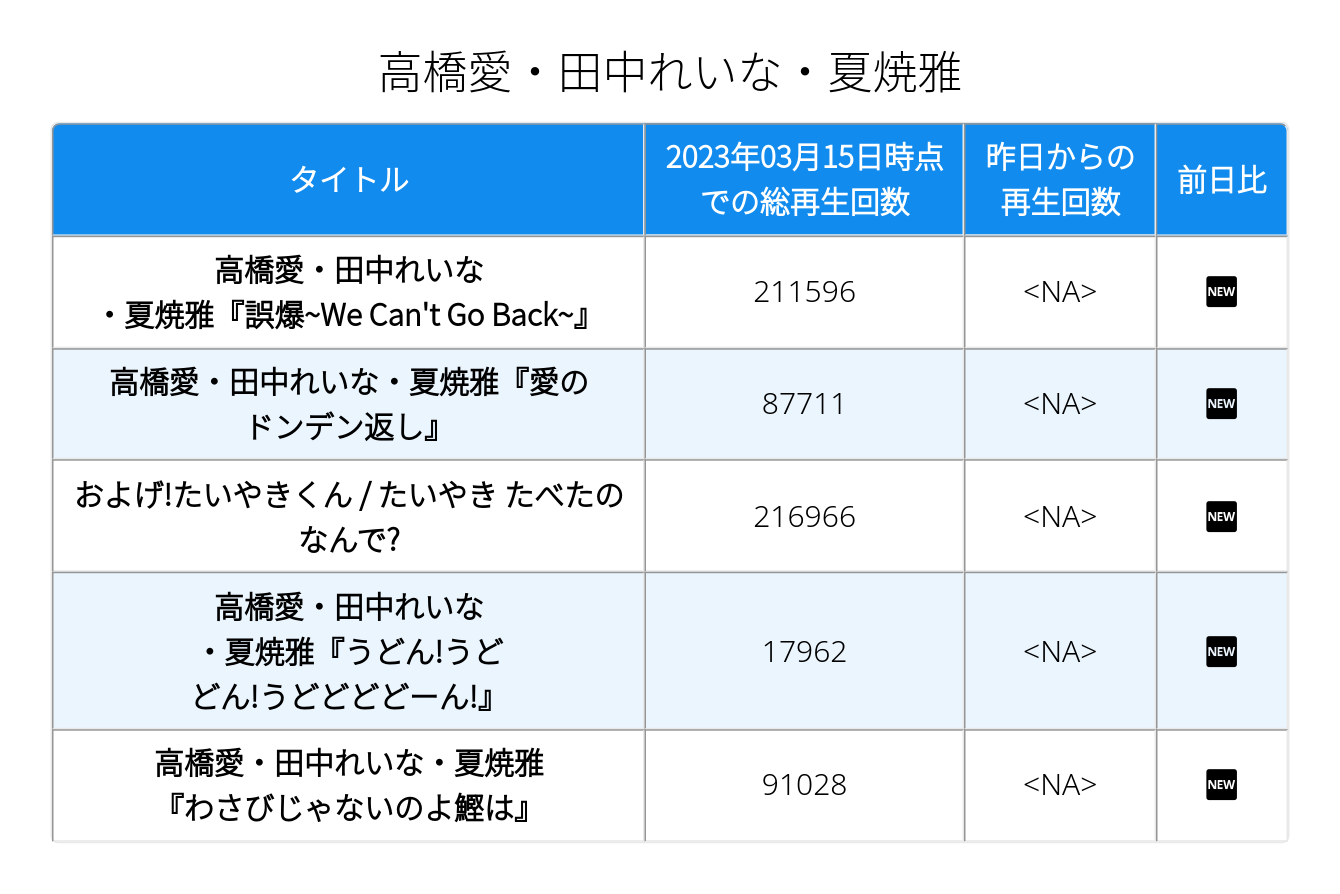 高橋愛・田中れいな・夏焼雅
タイトル
2023年03月15日時点
での総再生回数
昨日からの
再生回数
前日比
高橋愛・田中れいな
・夏焼雅『誤爆~We Can't Go Back~』
211596
<NA>
NEW
高橋愛・田中れいな・夏焼雅『愛の
ドンデン返し』
87711
<NA>
NEW
およげ!たいやきくん / たいやき たべたの
なんで?
216966
<NA>
NEW
高橋愛・田中れいな
・夏焼雅『うどん!うど
どん!うどどどどーん!』
17962
<NA>
NEW
高橋愛・田中れいな・夏焼雅
『わさびじゃないのよ鰹は』
91028
<NA>
NEW